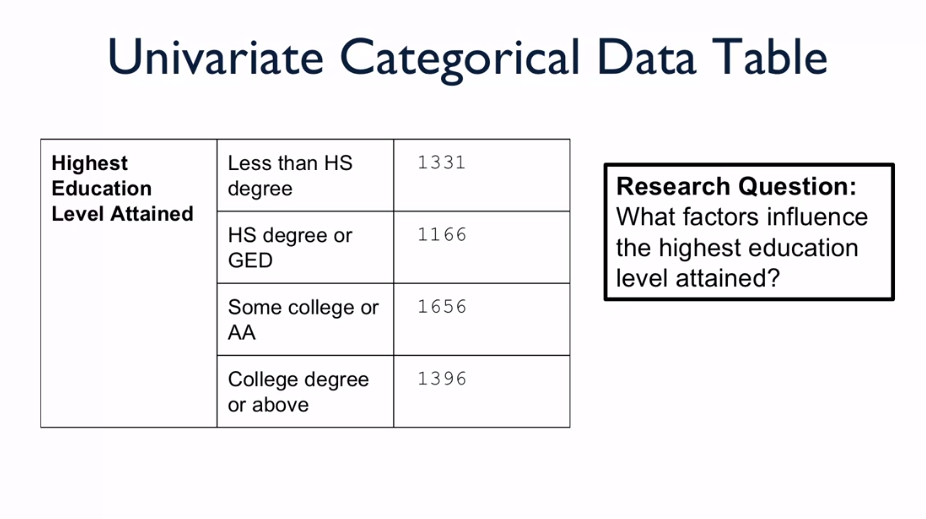 Univariate Categorical Data Table
Highest
Education
Level Attained
Less than HS
degree
1331
HS degree or
GED
1166
Some college or
AA
1656
College degree
or above
1396
Research Question:
What factors influence
the highest education
level attained?